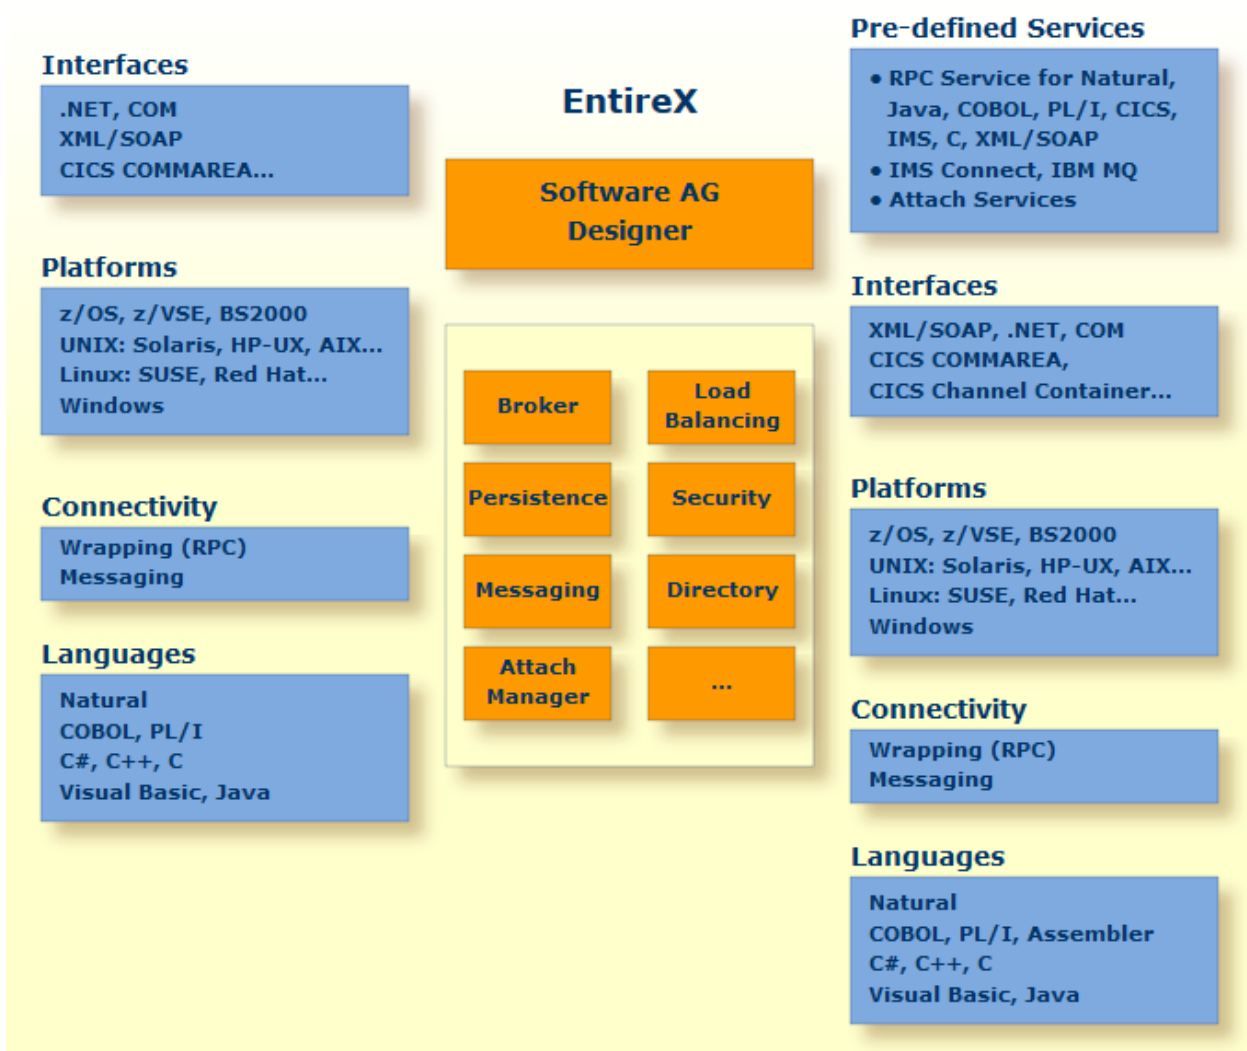 Interfaces
.NET, COM
XML/SOAP
CICS COMMAREA...
Platforms
z/OS, z/VSE, BS2000
UNIX: Solaris, HP-UX, AIX...
Linux: SUSE, Red Hat...
Windows
Connectivity
Wrapping (RPC)
Messaging
Languages
Natural
COBOL, PL/I
C#, C++, C
Visual Basic, Java
EntireX
Software AG
Designer
Broker
Load
Balancing
Persistence
Security
Messaging
Directory
Attach
Manager
...
Pre-defined Services
• RPC Service for Natural,
Java, COBOL, PL/I, CICS,
IMS, C, XML/SOAP
• IMS Connect, IBM MQ
• Attach Services
Interfaces
XML/SOAP, .NET, COM
CICS COMMAREA,
CICS Channel Container...
Platforms
z/OS, z/VSE, BS2000
UNIX: Solaris, HP-UX, AIX...
Linux: SUSE, Red Hat...
Windows
Connectivity
Wrapping (RPC)
Messaging
Languages
Natural
COBOL, PL/I, Assembler
C#, C++, C
Visual Basic, Java